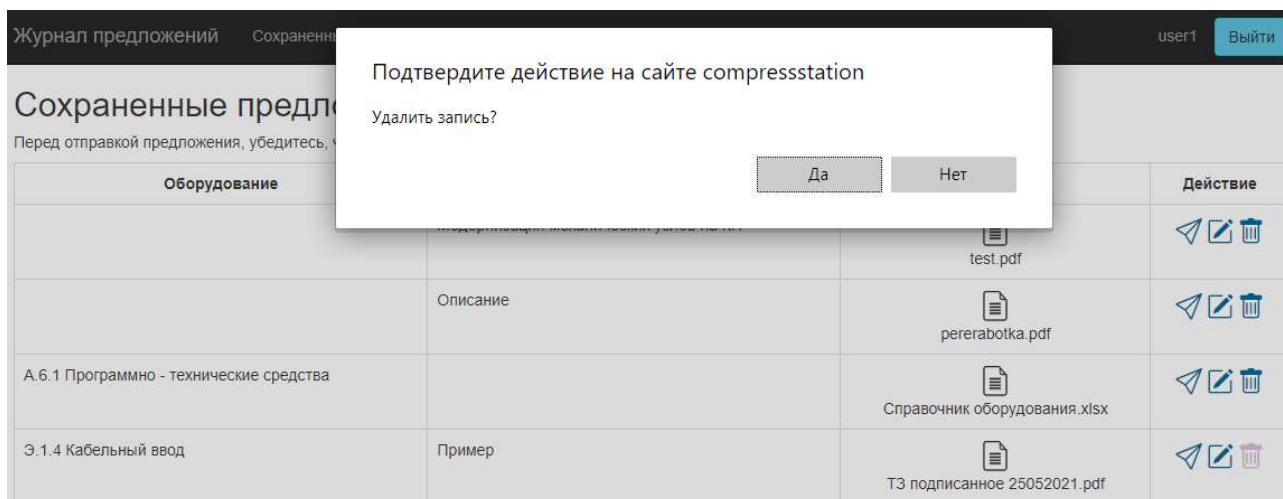 Журнал предложений
user1
Выйти
Подтвердите действие на сайте compressstation
Удалить запись?
Да
Нет
Сохраненные
Перед отправкой предложения, убедитесь,
Оборудование
Действие
test.pdf
Описание
pererabotka.pdf
А.6.1 Программно - технические средства
Справочник оборудования.xlsx
Э.1.4 Кабельный ввод
Пример
ТЗ подписанное 25052021.pdf